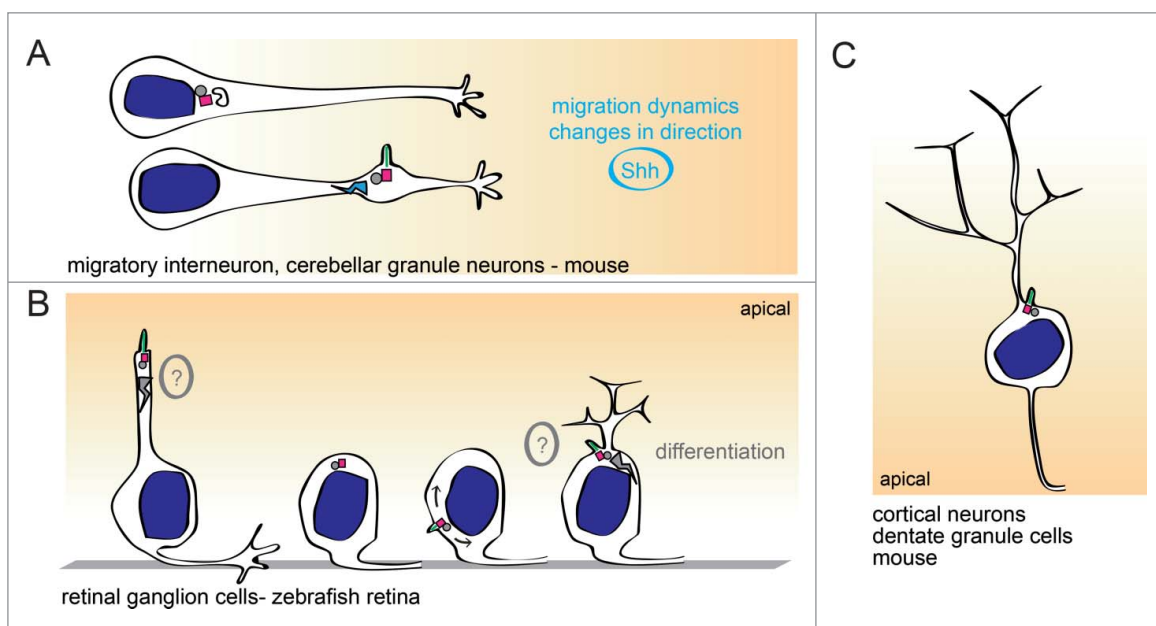 A
migration dynamics
changes in direction
Shh
migratory interneuron, cerebellar granule neurons - mouse
B
apical
?
?
differentiation
retinal ganglion cells- zebrafish retina
C
apical
cortical neurons
dentate granule cells
mouse